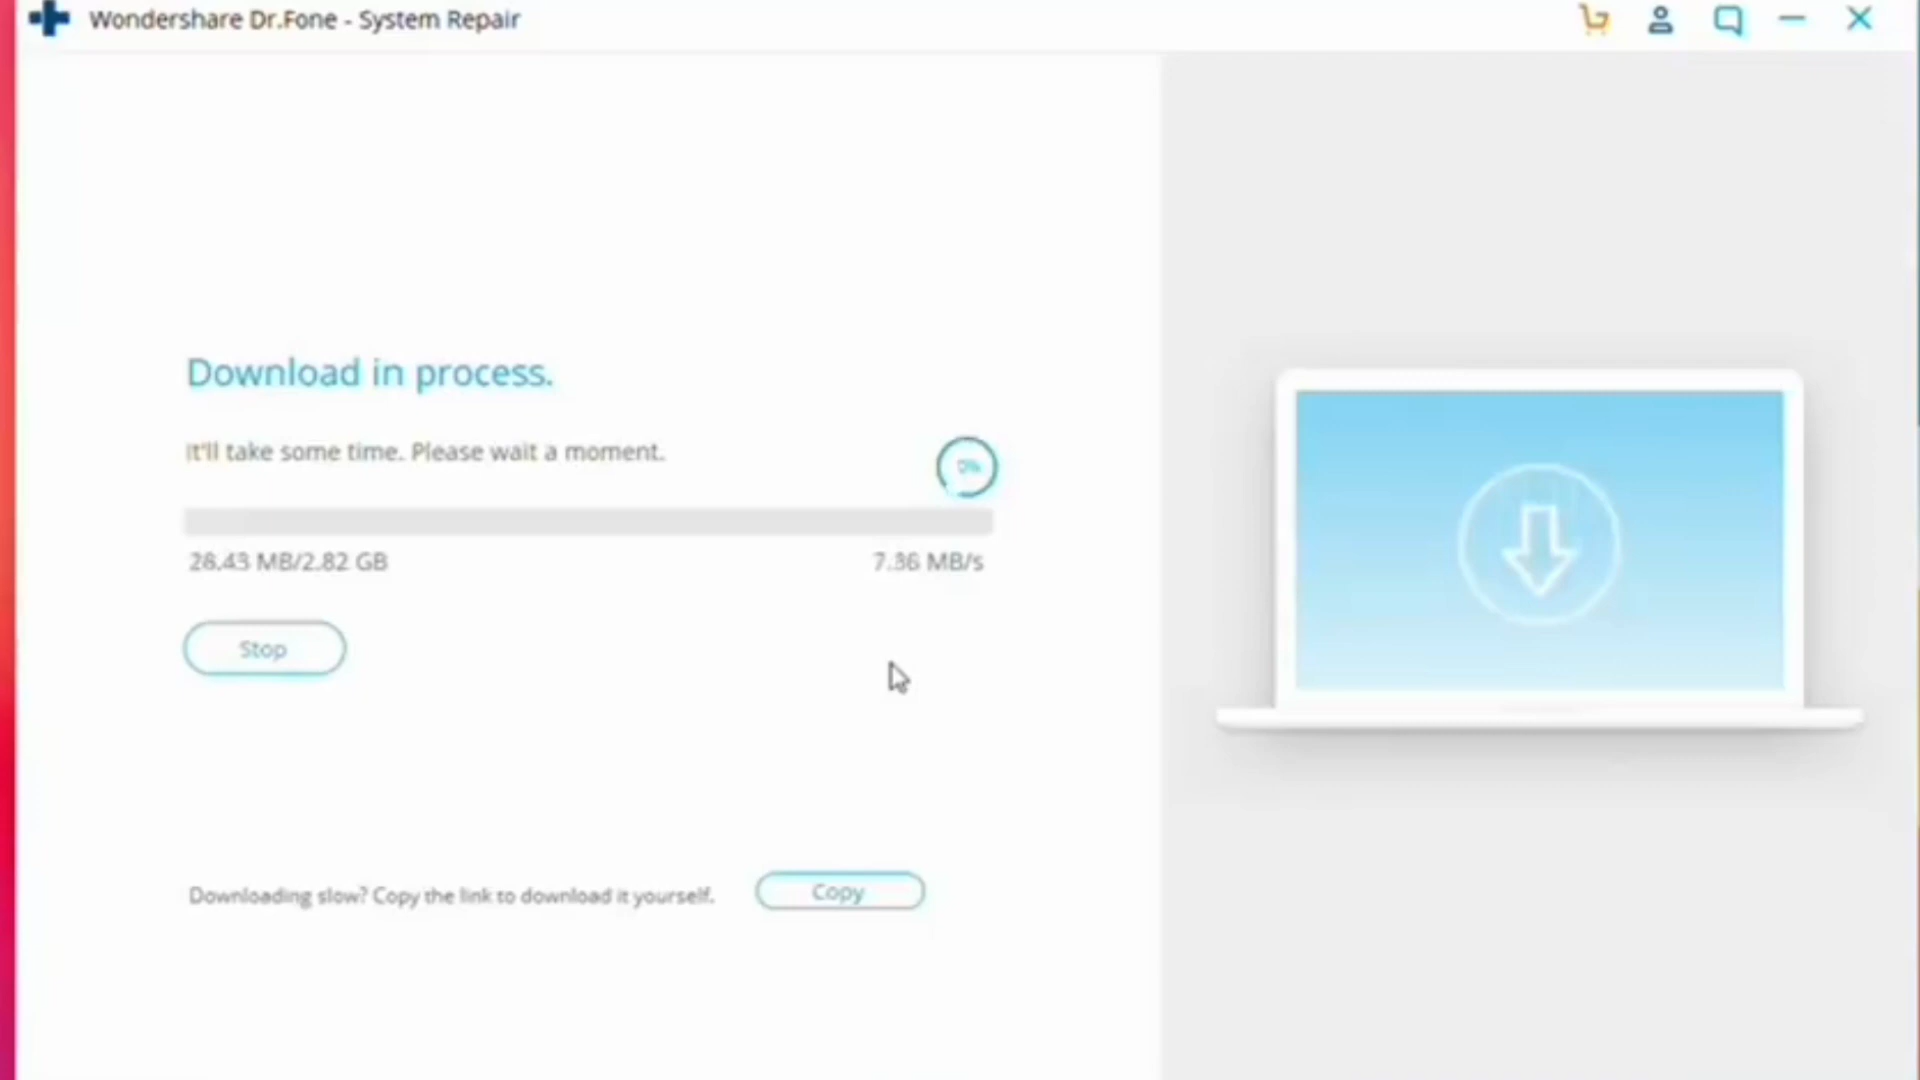 Wondershare Dr.Fone - System Repair
Download in process.
It'll take some time. Please wait a moment.
0%
28.43 MB/2.82 GB
7.36 MB/s
Stop
Downloading slow? Copy the link to download it yourself.
Copy